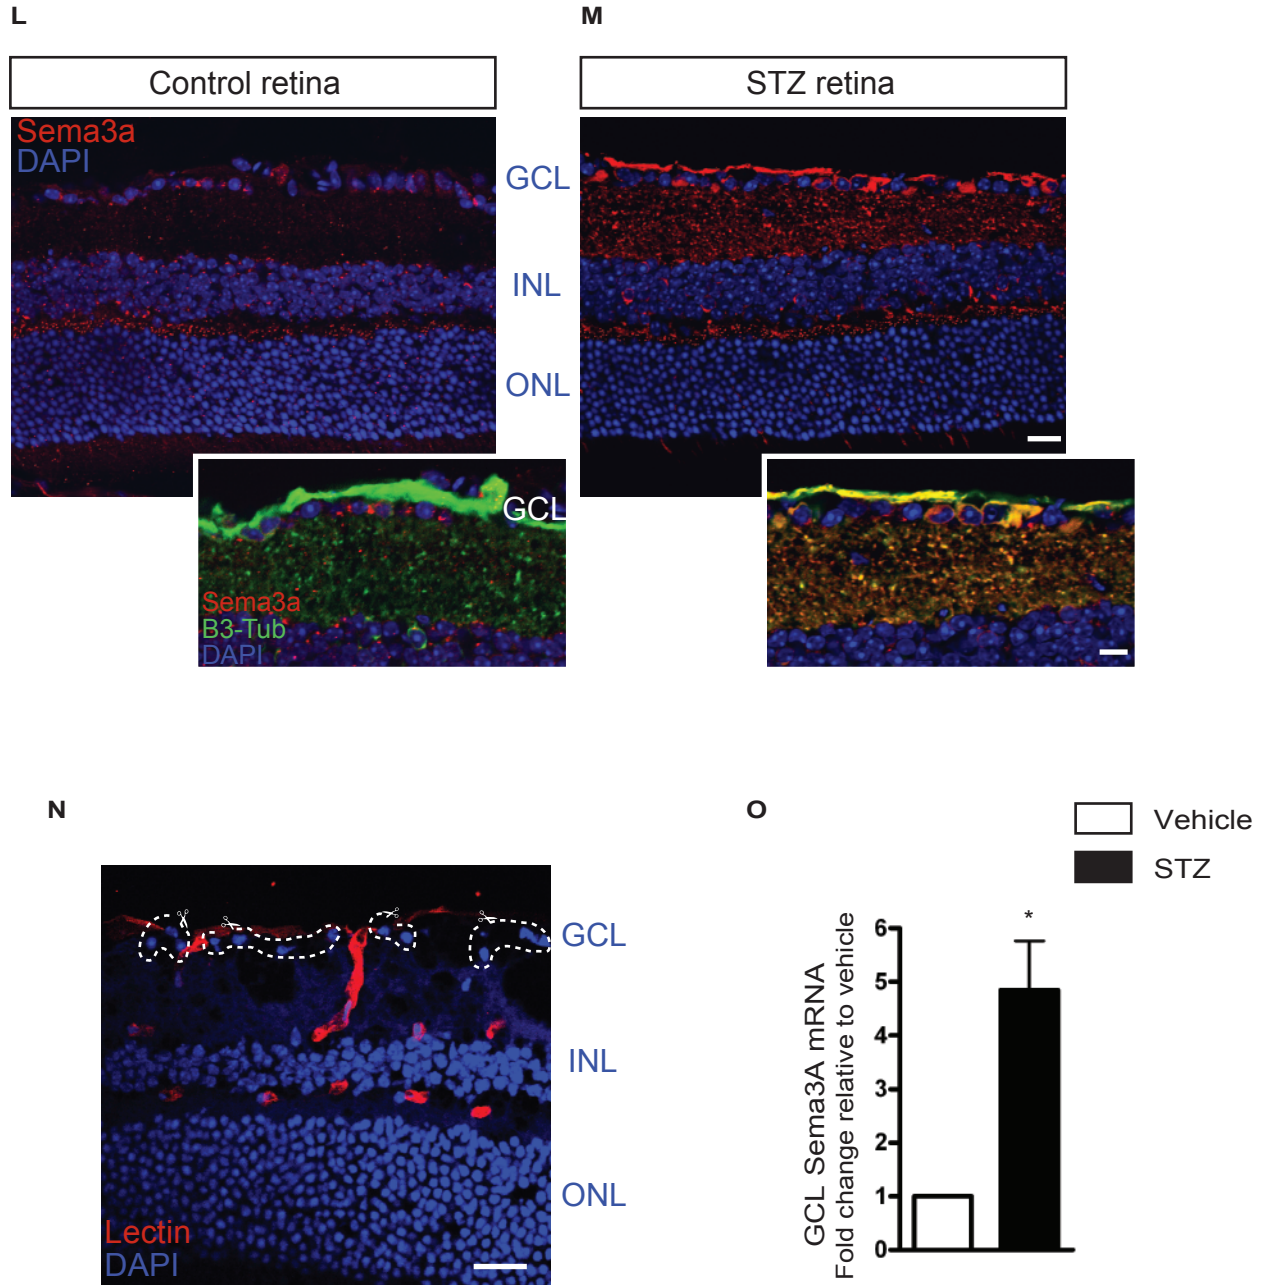 L
M
Control retina
STZ retina
Sema3a
DAPI
GCL
INL
ONL
GCL
Sema3a
B3-Tub
DAPI
N
O
Vehicle
STZ
GCL
INL
ONL
Lectin
DAPI
GCL Sema3A mRNA
Fold change relative to vehicle
*
6
5
4
3
2
1
0